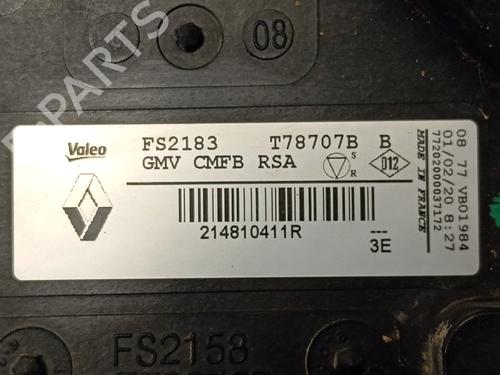 PARTS
08
Valeo
FS2183 T78707B B
GMV CMFB RSA S R D12
214810411R
3E
08 77 VB01984
01/02/20 8:27
772020000037172
MADE IN FRANCE
FS2158